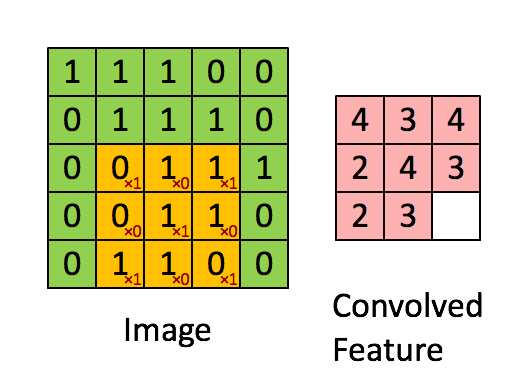 1 1 1 0 0
0 1 1 1 0
0 0×1 1×0 1×1 1
0 0×0 1×1 1×0 0
0 1×1 1×0 0×1 0
Image
4 3 4
2 4 3
2 3
Convolved
Feature